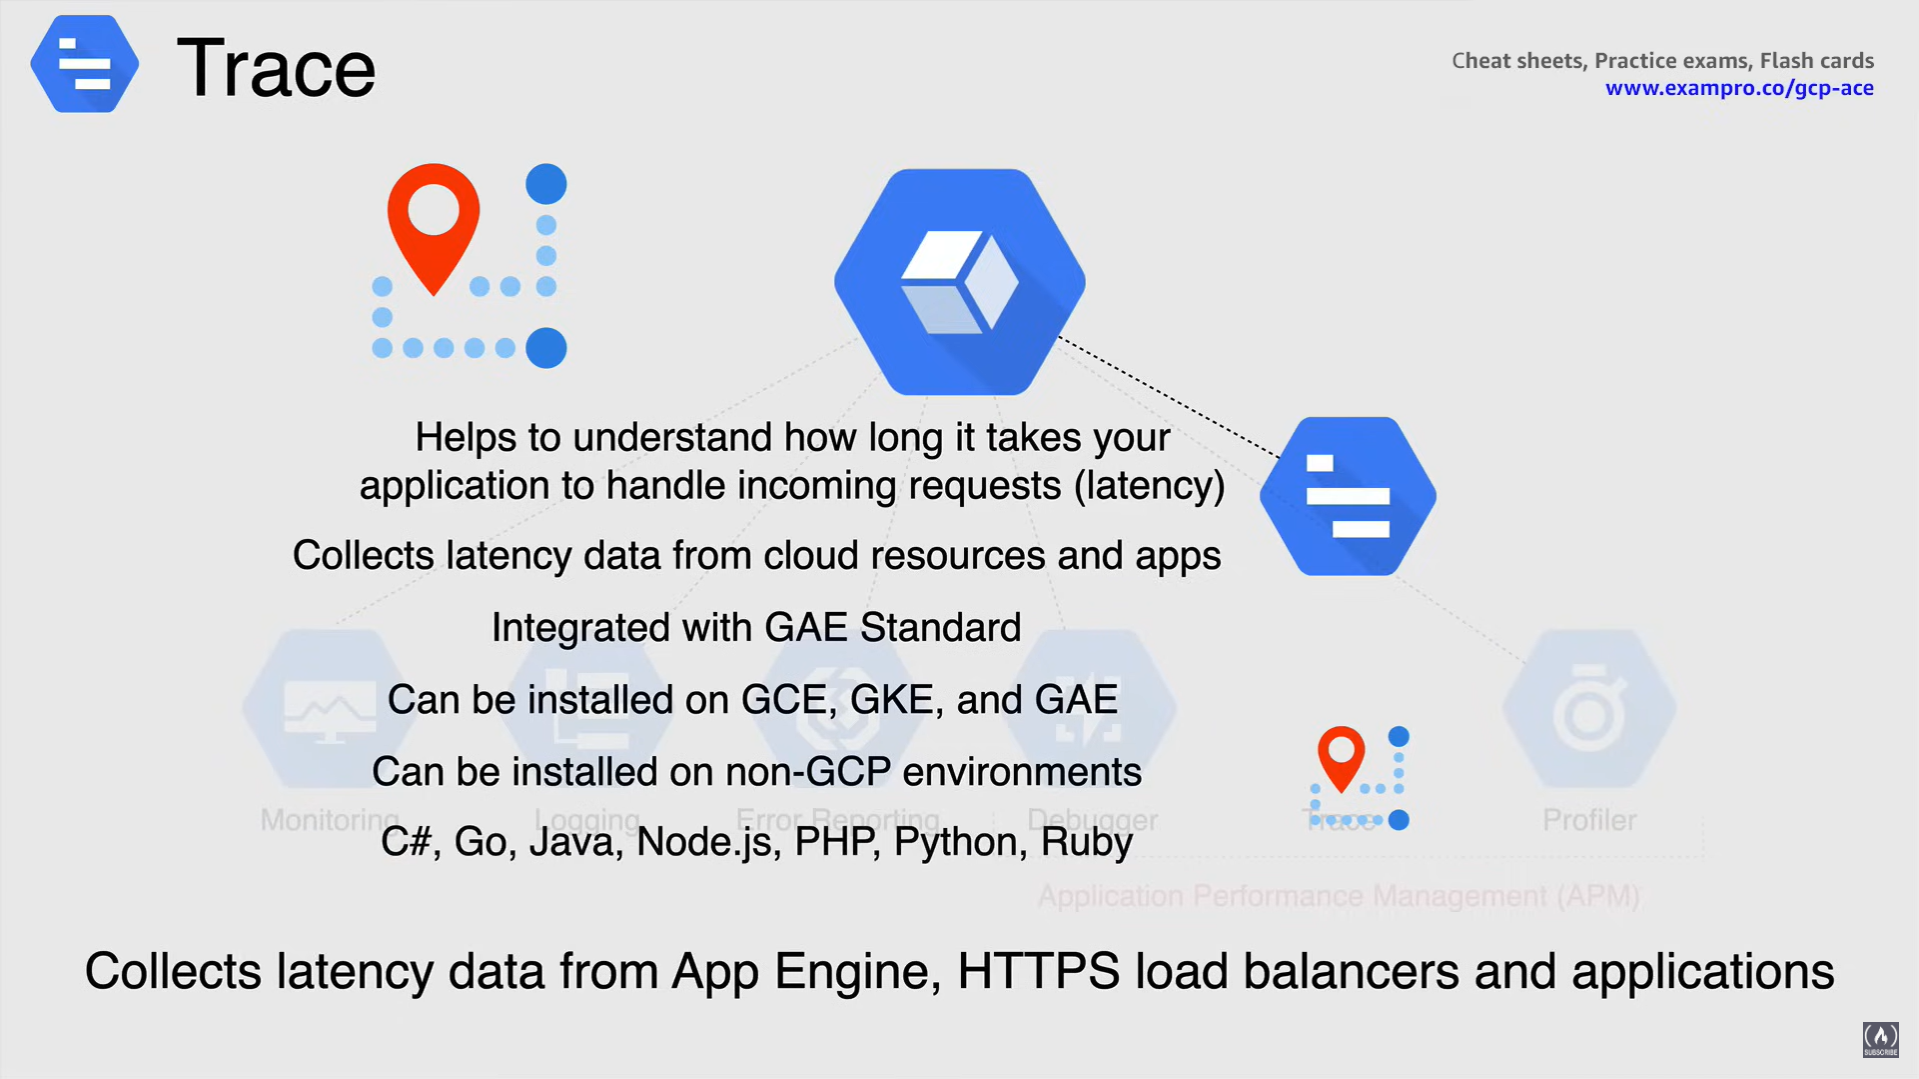 Trace
Cheat sheets, Practice exams, Flash cards
www.exampro.co/gcp-ace
Helps to understand how long it takes your
application to handle incoming requests (latency)
Collects latency data from cloud resources and apps
Integrated with GAE Standard
Can be installed on GCE, GKE, and GAE
Can be installed on non-GCP environments
Monitoring
Logging
Error Reporting
Debugger
Trace
Profiler
C#, Go, Java, Node.js, PHP, Python, Ruby
Application Performance Management (APM)
Collects latency data from App Engine, HTTPS load balancers and applications
SUBSCRIBE